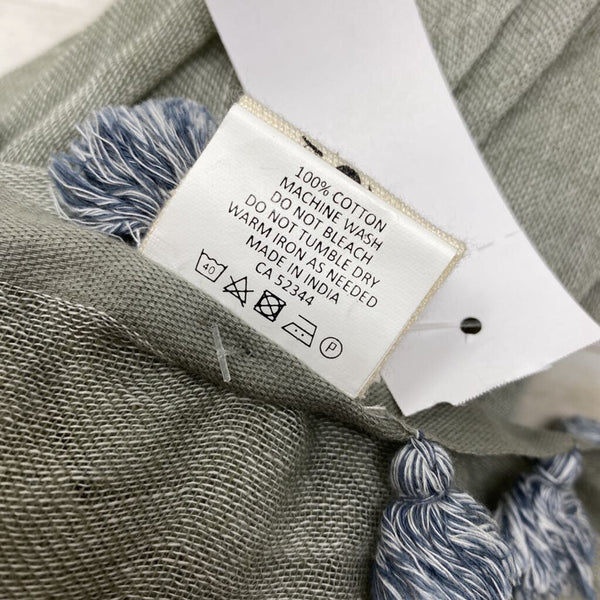 100% COTTON
MACHINE WASH
DO NOT BLEACH
DO NOT TUMBLE DRY
WARM IRON AS NEEDED
MADE IN INDIA
CA 52344
40 P